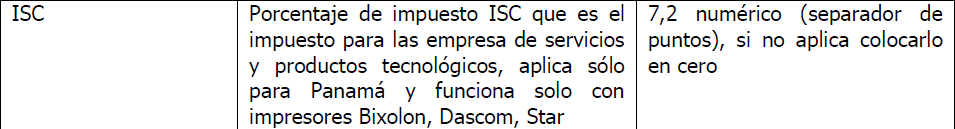 ISC
Porcentaje de impuesto ISC que es el
impuesto para las empresa de servicios
y productos tecnológicos, aplica sólo
para Panamá y funciona solo con
impresores Bixolon, Dascom, Star
7,2 numérico (separador de
puntos), si no aplica colocarlo
en cero